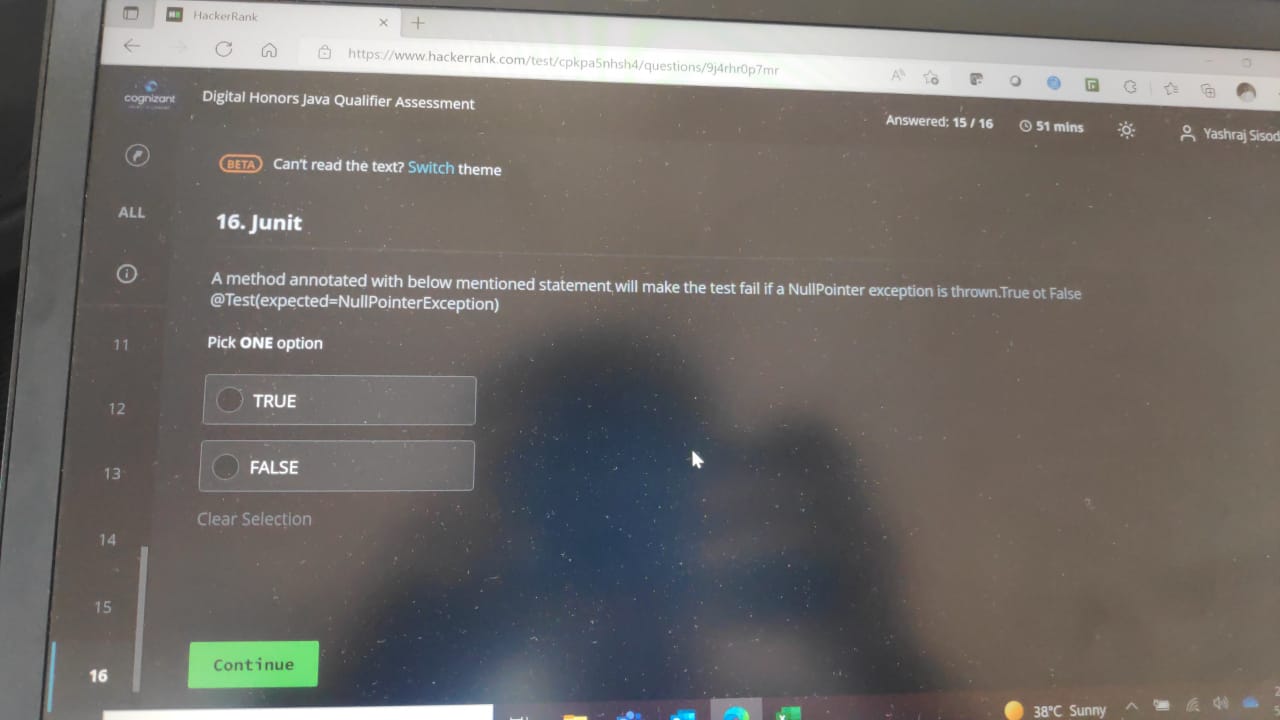 HackerRank
https://www.hackerrank.com/test/cpkpa5nhsh4/questions/9j4rhr0p7mr
cognizant
Digital Honors Java Qualifier Assessment
Answered: 15 / 16
51 mins
Yashraj Sisod
BETA Can't read the text? Switch theme
ALL
16. Junit
A method annotated with below mentioned statement will make the test fail if a NullPointer exception is thrown.True ot False
@Test(expected=NullPointerException)
Pick ONE option
11
TRUE
12
FALSE
13
Clear Selection
14
15
Continue
16
38°C Sunny